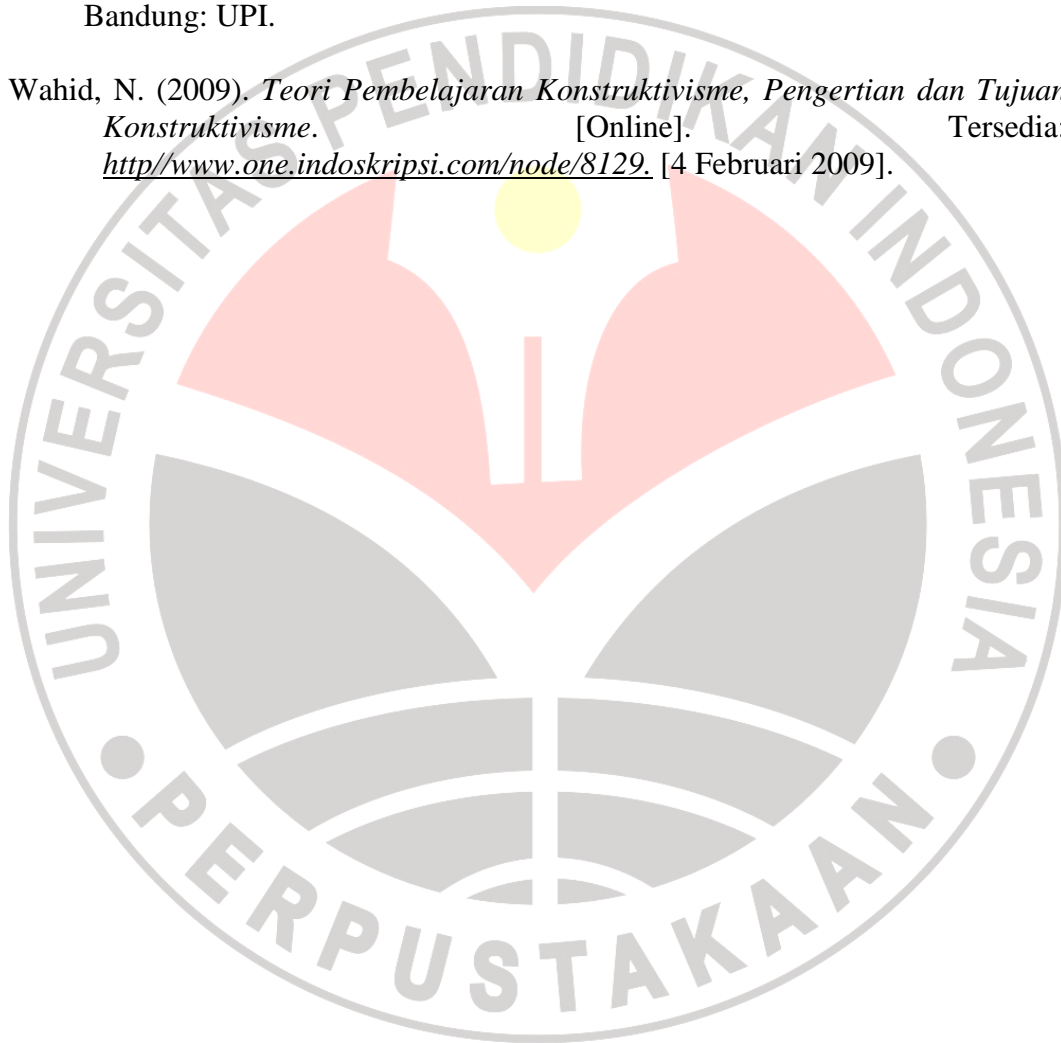 Bandung: UPI.
Wahid, N. (2009). Teori Pembelajaran Konstruktivisme, Pengertian dan Tujuan
Konstruktivisme. [Online]. Tersedia:
http//www.one.indoskripsi.com/node/8129. [4 Februari 2009].
UNIVERSITAS PENDIDIKAN INDONESIA
PERPUSTAKAAN